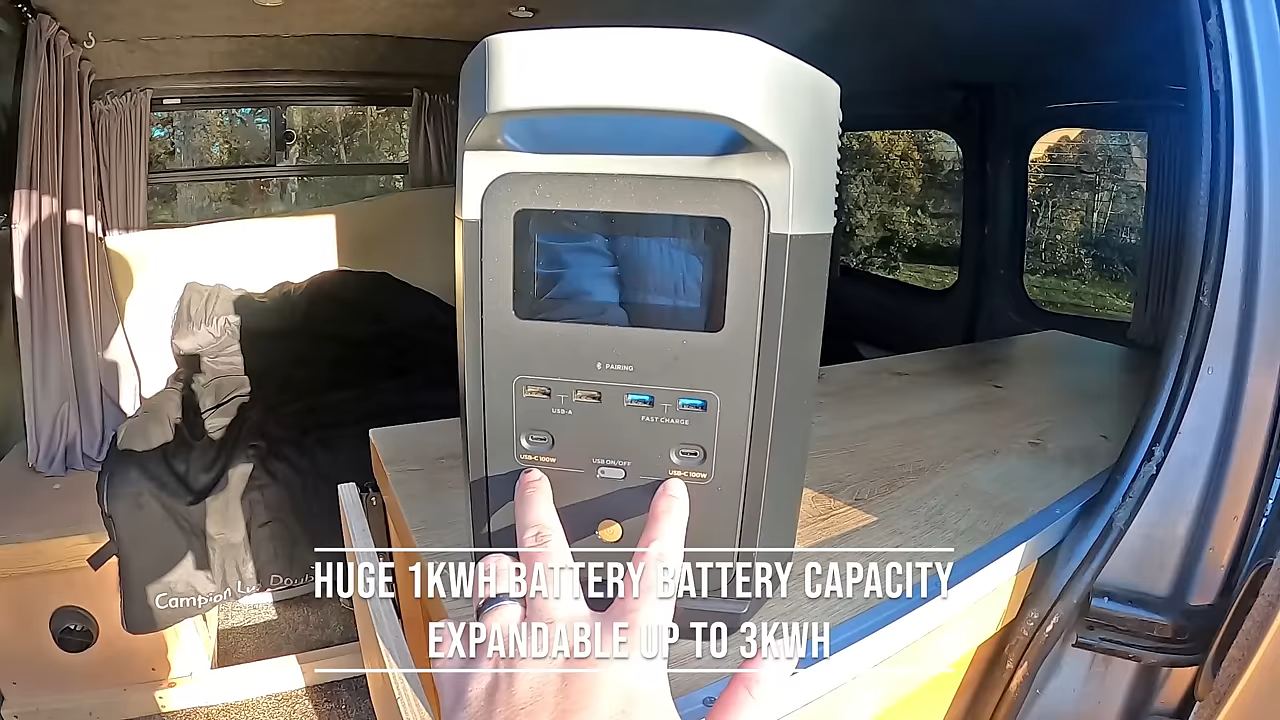 PAIRING
USB-A
FAST CHARGE
USB-C 100W
USB ON/OFF
USB-C 100W
HUGE 1KWH BATTERY BATTERY CAPACITY
EXPANDABLE UP TO 3KWH
Campion